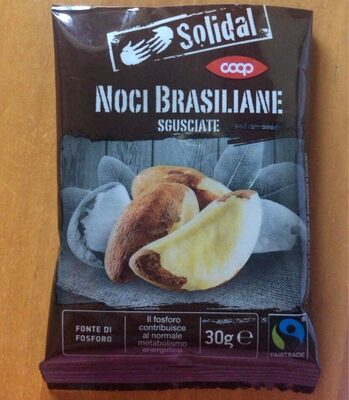 Solidal
coop
NOCI BRASILIANE
SGUSCIATE
FONTE DI
FOSFORO
Il fosforo
contribuisce
al normale
metabolismo
energetico
30g e
FAIRTRADE